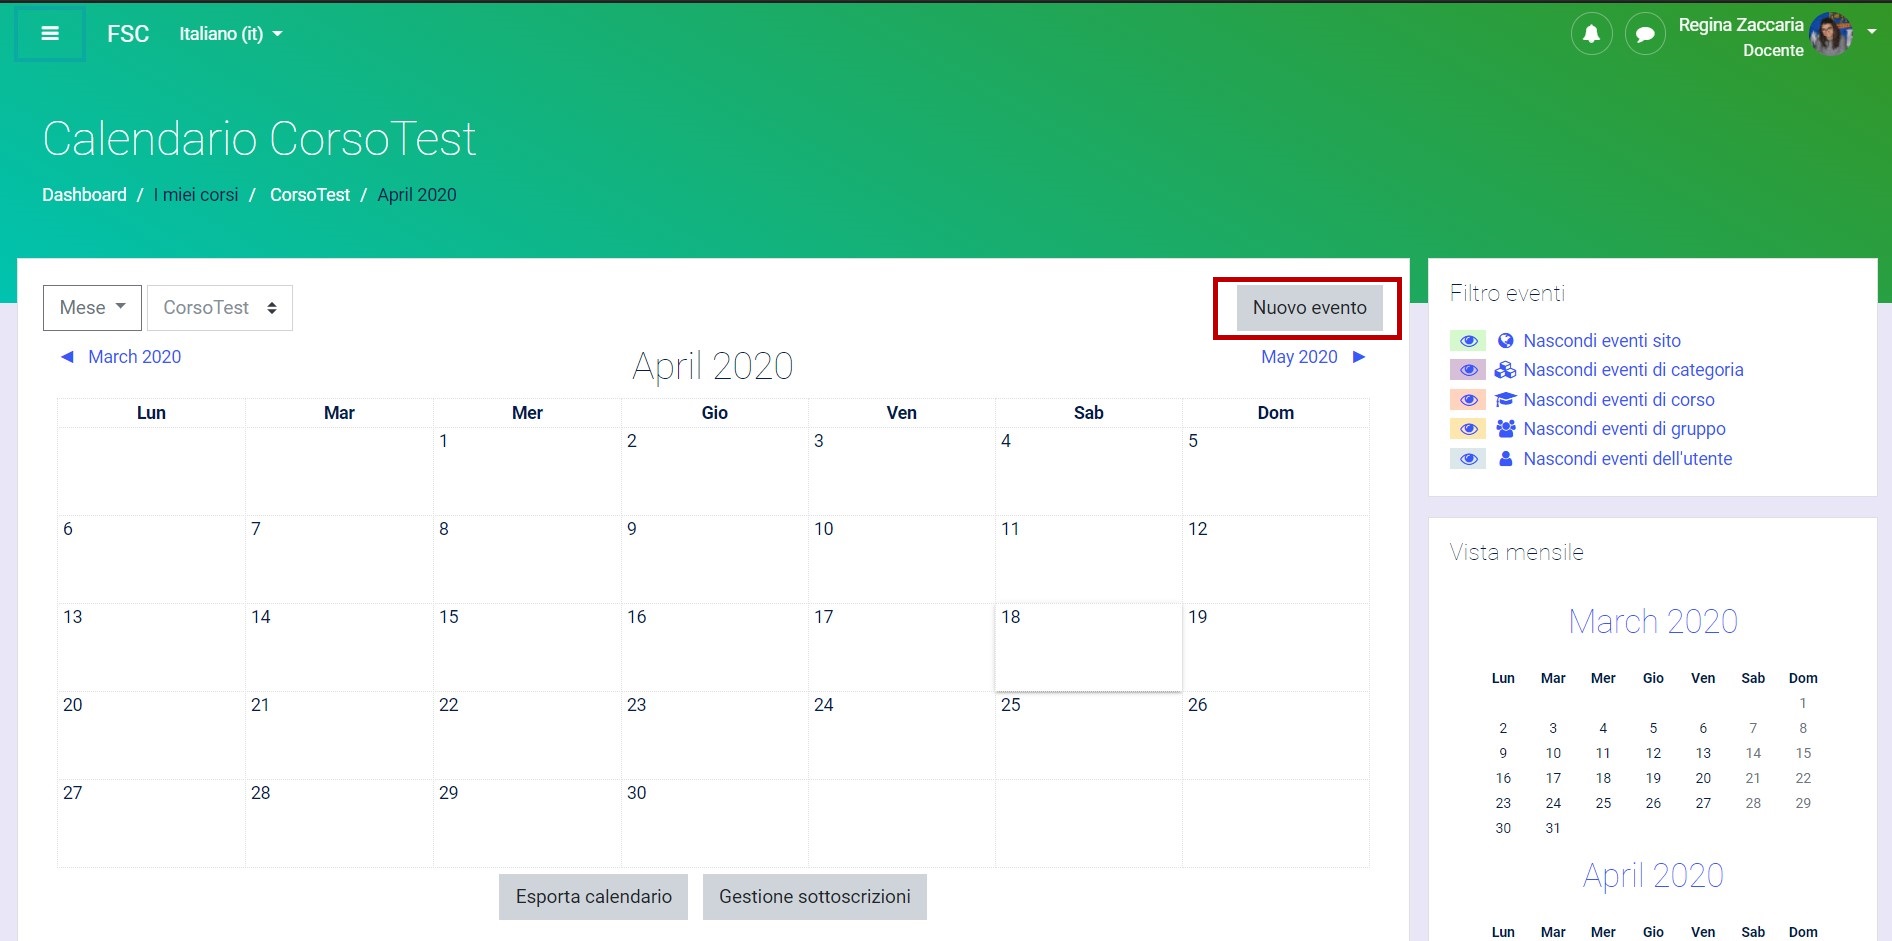 FSC Italiano (it)
Regina Zaccaria
Docente
Calendario CorsoTest
Dashboard / I miei corsi / CorsoTest / April 2020
Mese CorsoTest Nuovo evento
◄ March 2020 April 2020 May 2020 ►
Lun Mar Mer Gio Ven Sab Dom
1 2 3 4 5
6 7 8 9 10 11 12
13 14 15 16 17 18 19
20 21 22 23 24 25 26
27 28 29 30
Esporta calendario Gestione sottoscrizioni
Filtro eventi
Nascondi eventi sito
Nascondi eventi di categoria
Nascondi eventi di corso
Nascondi eventi di gruppo
Nascondi eventi dell'utente
Vista mensile
March 2020
Lun Mar Mer Gio Ven Sab Dom
1
2 3 4 5 6 7 8
9 10 11 12 13 14 15
16 17 18 19 20 21 22
23 24 25 26 27 28 29
30 31
April 2020
Lun Mar Mer Gio Ven Sab Dom